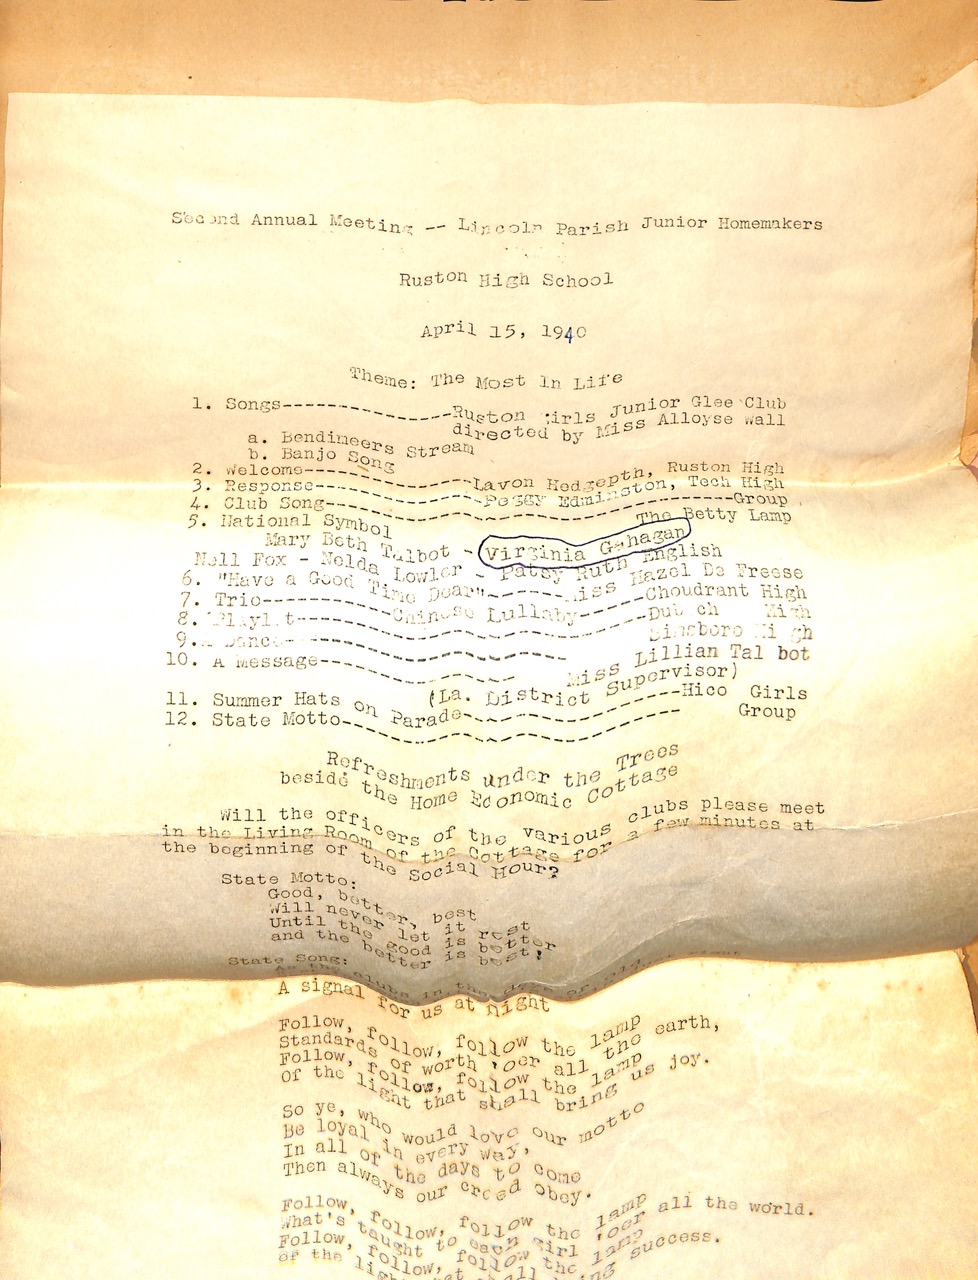 Second Annual Meeting -- Lincoln Parish Junior Homemakers
Ruston High School
April 15, 1940
Theme: The Most In Life
1. Songs----------------Ruston Girls Junior Glee Club
directed by Miss Alloyse Wall
a. Bendimeers Stream
b. Banjo Song
2. Welcome----------------Lavon Hedgepth, Ruston High
3. Response----------------Peggy Edminston, Tech High
4. Club Song--------------------------------Group
5. National Symbol The Betty Lamp
Mary Beth Talbot - Virginia Gahagan
Nell Fox - Nelda Lowler - Patsy Ruth English
6. "Have a Good Time Dear"--------Miss Hazel De Freese
7. Trio-----------Chinese Lullaby-------Choudrant High
8. Playlet--------------------------------Dubach High
9. A Dance-------------------------------- High
10. A Message---------------- Miss Lillian Talbot
(La. District Supervisor)
11. Summer Hats on Parade----------------Hico Girls
12. State Motto-------------------------------- Group
Refreshments under the Trees
beside the Home Economic Cottage
Will the officers of the various clubs please meet
in the Living Room of the Cottage for a few minutes at
the beginning of the Social Hour?
State Motto:
Good, better, best
Will never let it rest
Until the good is better
and the better is best!
State Song:
clubs in the
A signal for us at night
Follow, follow, follow the lamp
Standards of worth 'oer all the earth,
Follow, follow, follow the lamp
Of the light that shall bring us joy.
So ye, who would love our motto
Be loyal in every way,
In all of the days to come
Then always our creed obey.
Follow, follow, follow the lamp
What's taught to each girl 'oer all the world.
Follow, follow, follow the lamp
of the light success.